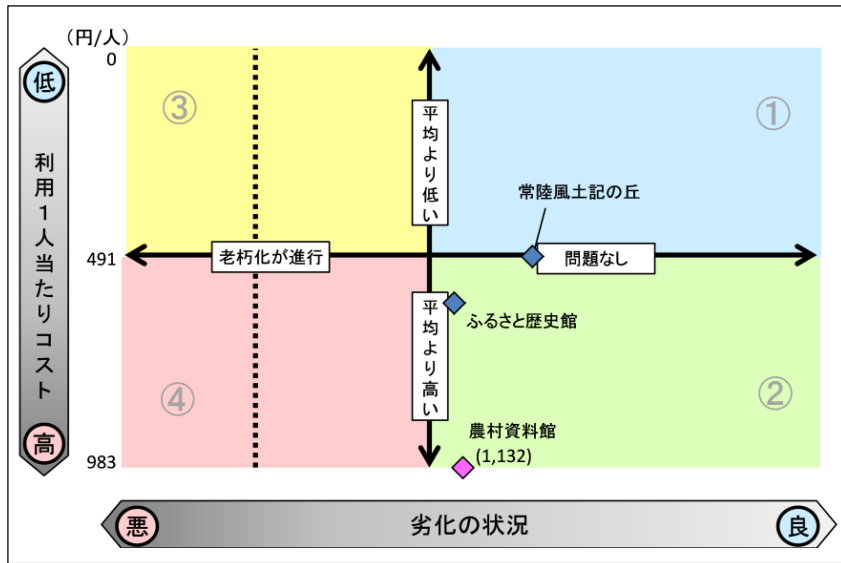 (円/人)
0
低
利用1人当たりコスト
高
③
①
平均より低い
常陸風土記の丘
491
老朽化が進行
問題なし
平均より高い
ふるさと歴史館
④
②
農村資料館
(1,132)
983
悪
劣化の状況
良